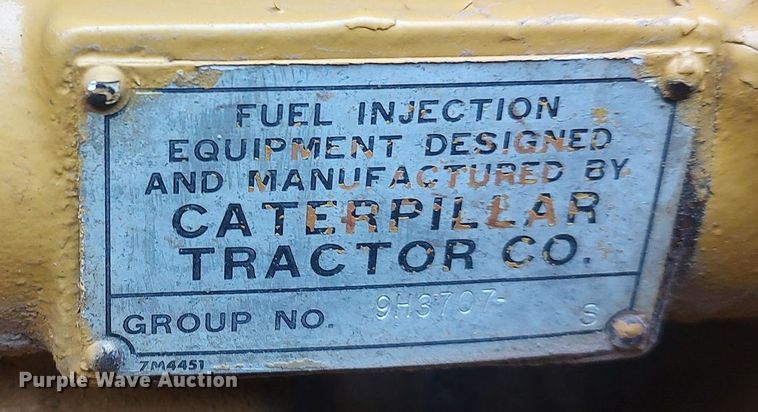 FUEL INJECTION
EQUIPMENT DESIGNED
AND MANUFACTURED BY
CATERPILLAR
TRACTOR CO.
GROUP NO. 9H3707- S
7M4451
Purple Wave Auction